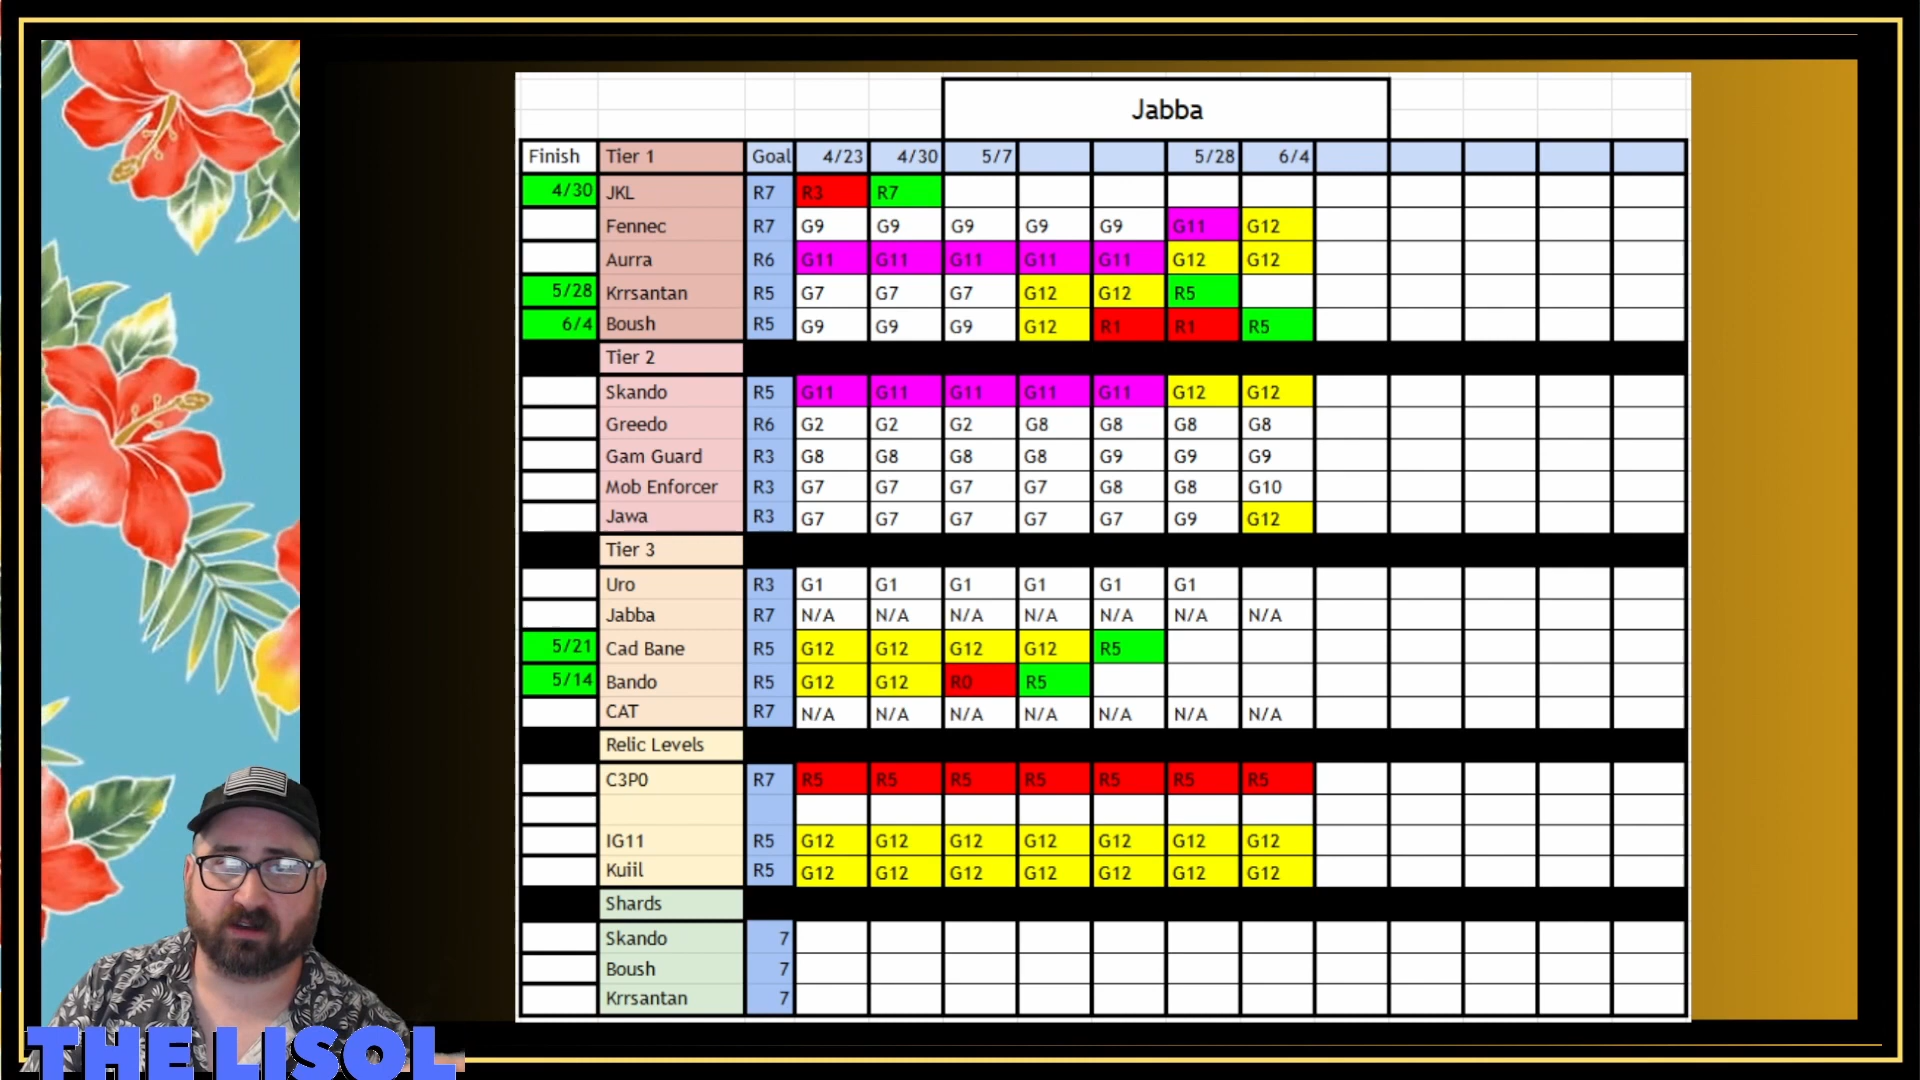 Jabba
Finish Tier 1 Goal 4/23 4/30 5/7 5/28 6/4
4/30 JKL R7 R3 R7
Fennec R7 G9 G9 G9 G9 G9 G11 G12
Aurra R6 G11 G11 G11 G11 G11 G12 G12
5/28 Krrsantan R5 G7 G7 G7 G12 G12 R5
6/4 Boush R5 G9 G9 G9 G12 R1 R1 R5
Tier 2
Skando R5 G11 G11 G11 G11 G11 G12 G12
Greedo R6 G2 G2 G2 G8 G8 G8 G8
Gam Guard R3 G8 G8 G8 G8 G9 G9 G9
Mob Enforcer R3 G7 G7 G7 G7 G8 G8 G10
Jawa R3 G7 G7 G7 G7 G7 G9 G12
Tier 3
Uro R3 G1 G1 G1 G1 G1 G1
Jabba R7 N/A N/A N/A N/A N/A N/A N/A
5/21 Cad Bane R5 G12 G12 G12 G12 R5
5/14 Bando R5 G12 G12 R0 R5
CAT R7 N/A N/A N/A N/A N/A N/A N/A
Relic Levels
C3P0 R7 R5 R5 R5 R5 R5 R5 R5
IG11 R5 G12 G12 G12 G12 G12 G12 G12
Kuiil R5 G12 G12 G12 G12 G12 G12 G12
Shards
Skando 7
Boush 7
Krrsantan 7
THE LISOL